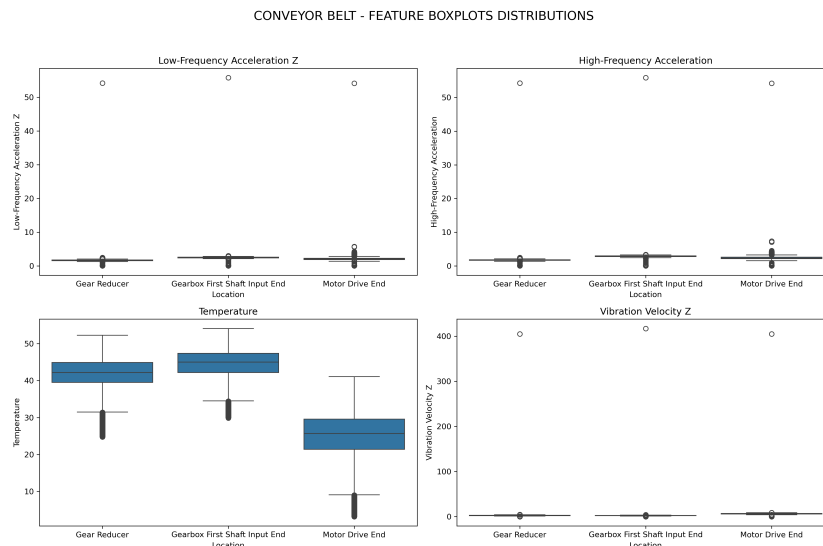 CONVEYOR BELT - FEATURE BOXPLOTS DISTRIBUTIONS
Low-Frequency Acceleration Z
Low-Frequency Acceleration Z
50
40
30
20
10
0
Gear Reducer Gearbox First Shaft Input End Motor Drive End
Location
High-Frequency Acceleration
High-Frequency Acceleration
50
40
30
20
10
0
Gear Reducer Gearbox First Shaft Input End Motor Drive End
Location
Temperature
Temperature
50
40
30
20
10
Gear Reducer Gearbox First Shaft Input End Motor Drive End
Location
Vibration Velocity Z
Vibration Velocity Z
400
300
200
100
0
Gear Reducer Gearbox First Shaft Input End Motor Drive End
Location